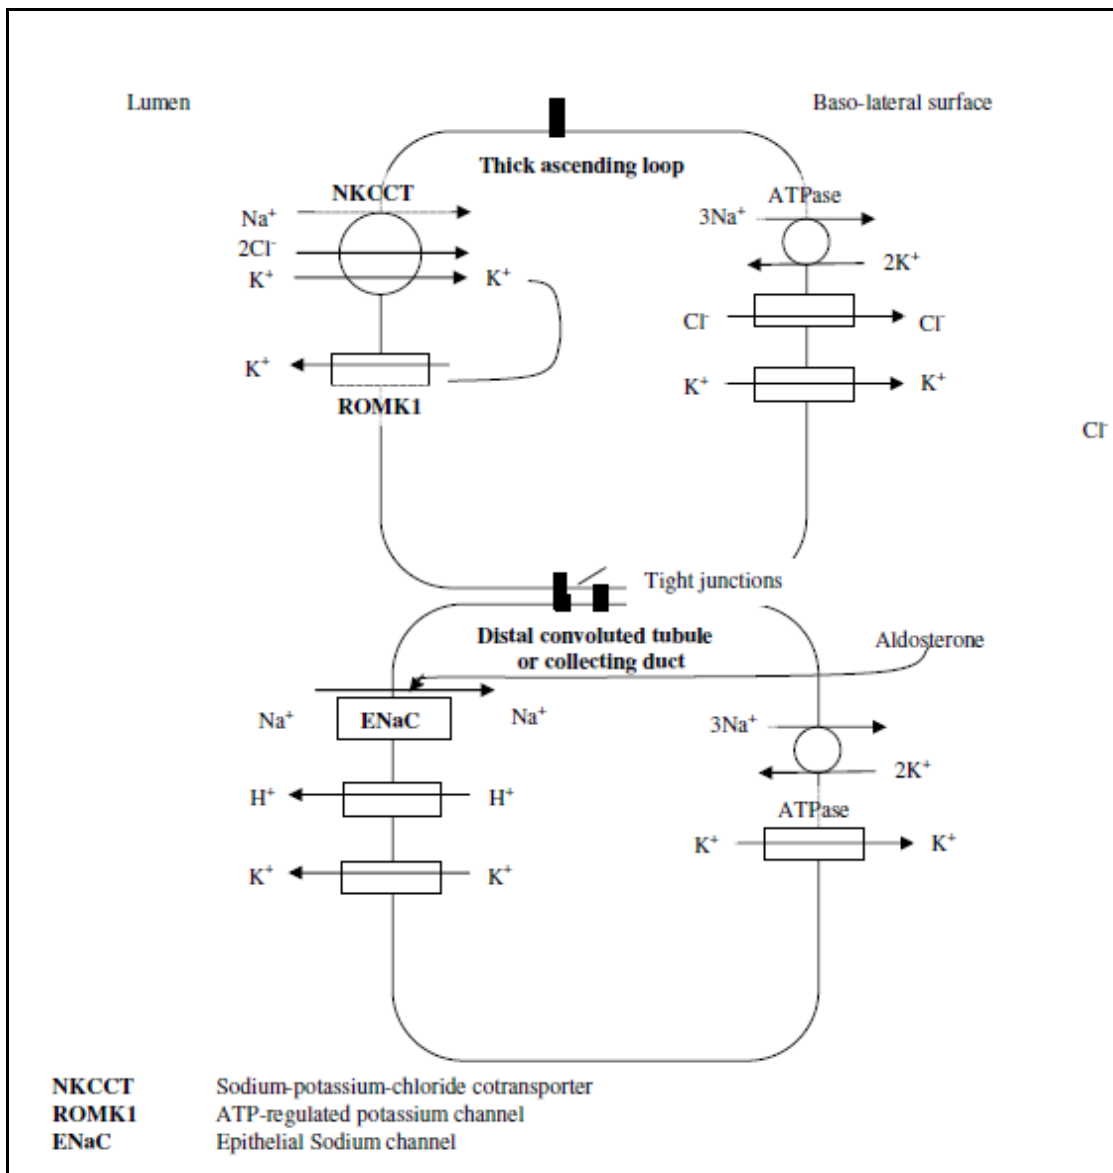 Lumen
Baso-lateral surface
Thick ascending loop
NKCCT
ATPase
Na⁺
3Na⁺
2Cl⁻
2K⁺
K⁺
K⁺
Cl⁻
Cl⁻
K⁺
K⁺
K⁺
ROMK1
Cl⁻
Tight junctions
Distal convoluted tubule
or collecting duct
Aldosterone
Na⁺
ENaC
Na⁺
3Na⁺
2K⁺
H⁺
H⁺
ATPase
K⁺
K⁺
K⁺
K⁺
NKCCT Sodium-potassium-chloride cotransporter
ROMK1 ATP-regulated potassium channel
ENaC Epithelial Sodium channel